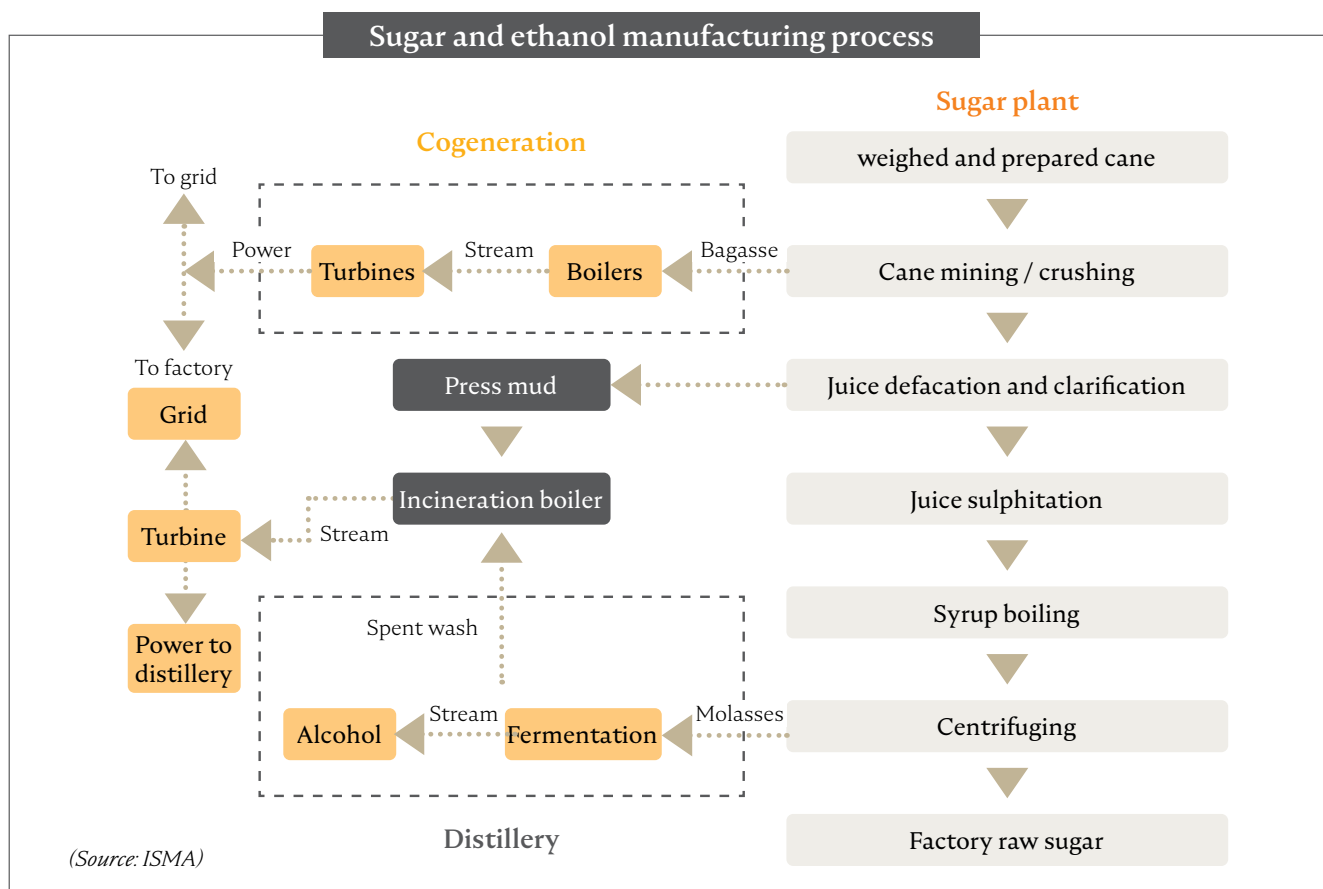 Sugar and ethanol manufacturing process
Sugar plant
Cogeneration
weighed and prepared cane
To grid
Power
Turbines
Stream
Boilers
Bagasse
Cane mining / crushing
To factory
Grid
Press mud
Juice defacation and clarification
Incineration boiler
Juice sulphitation
Turbine
Stream
Spent wash
Syrup boiling
Power to
distillery
Alcohol
Stream
Fermentation
Molasses
Centrifuging
Distillery
Factory raw sugar
(Source: ISMA)